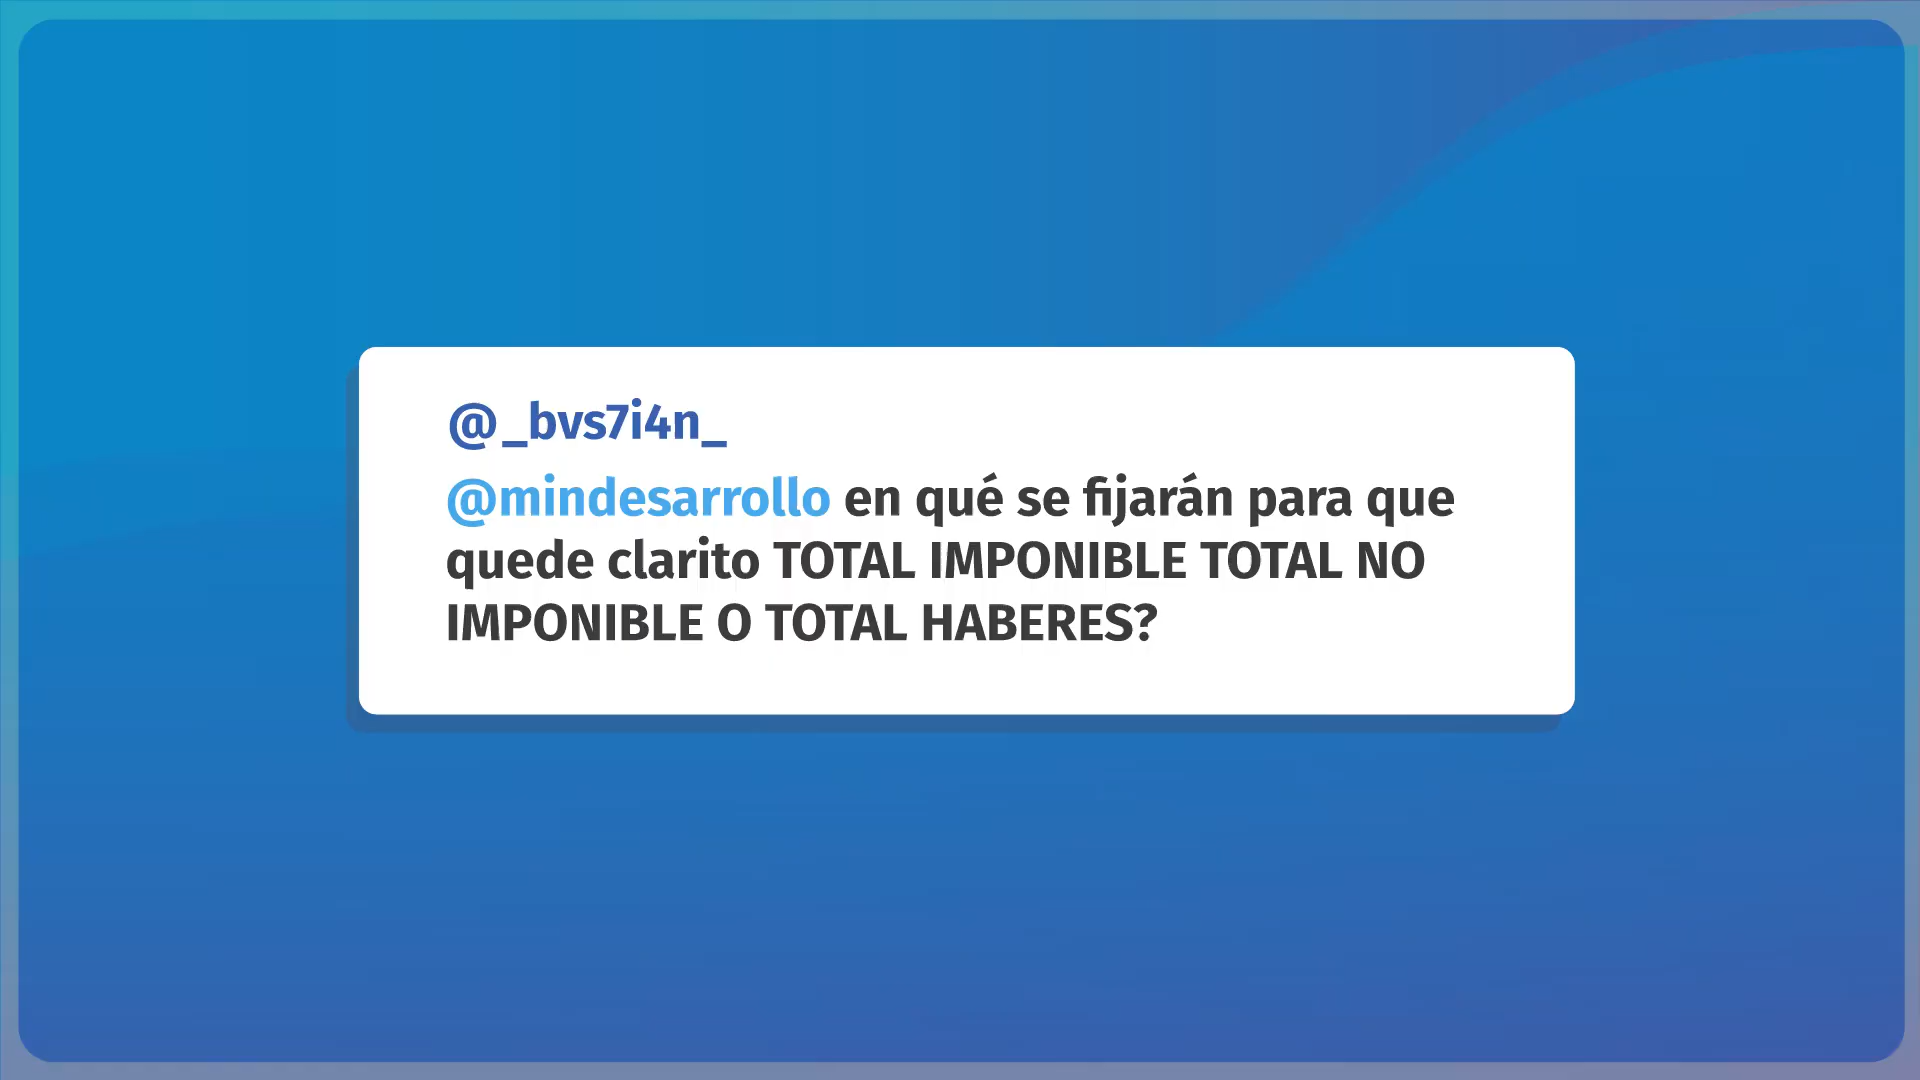 @_bvs7i4n_
@mindesarrollo en qué se fijarán para que
quede clarito TOTAL IMPONIBLE TOTAL NO
IMPONIBLE O TOTAL HABERES?